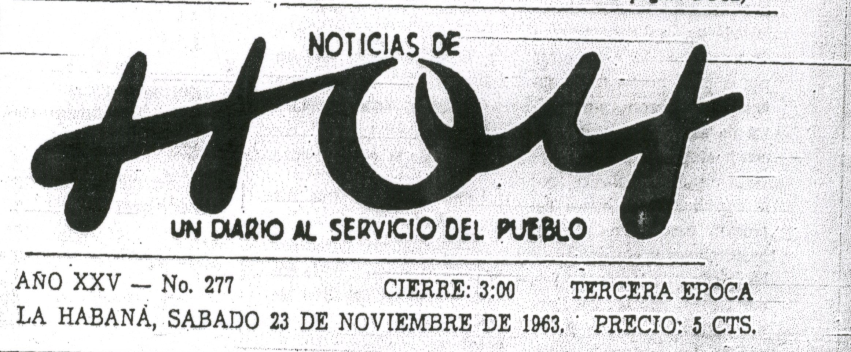 NOTICIAS DE
HOY
UN DIARIO AL SERVICIO DEL PUEBLO
AÑO XXV — No. 277 CIERRE: 3:00 TERCERA EPOCA
LA HABANA, SABADO 23 DE NOVIEMBRE DE 1963. PRECIO: 5 CTS.